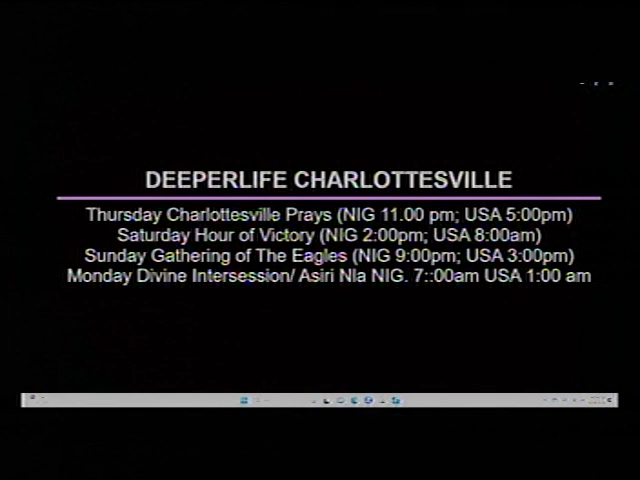 DEEPERLIFE CHARLOTTESVILLE
Thursday Charlottesville Prays (NIG 11.00 pm; USA 5:00pm)
Saturday Hour of Victory (NIG 2:00pm; USA 8:00am)
Sunday Gathering of The Eagles (NIG 9:00pm; USA 3:00pm)
Monday Divine Intersession/ Asiri Nla NIG. 7::00am USA 1:00 am